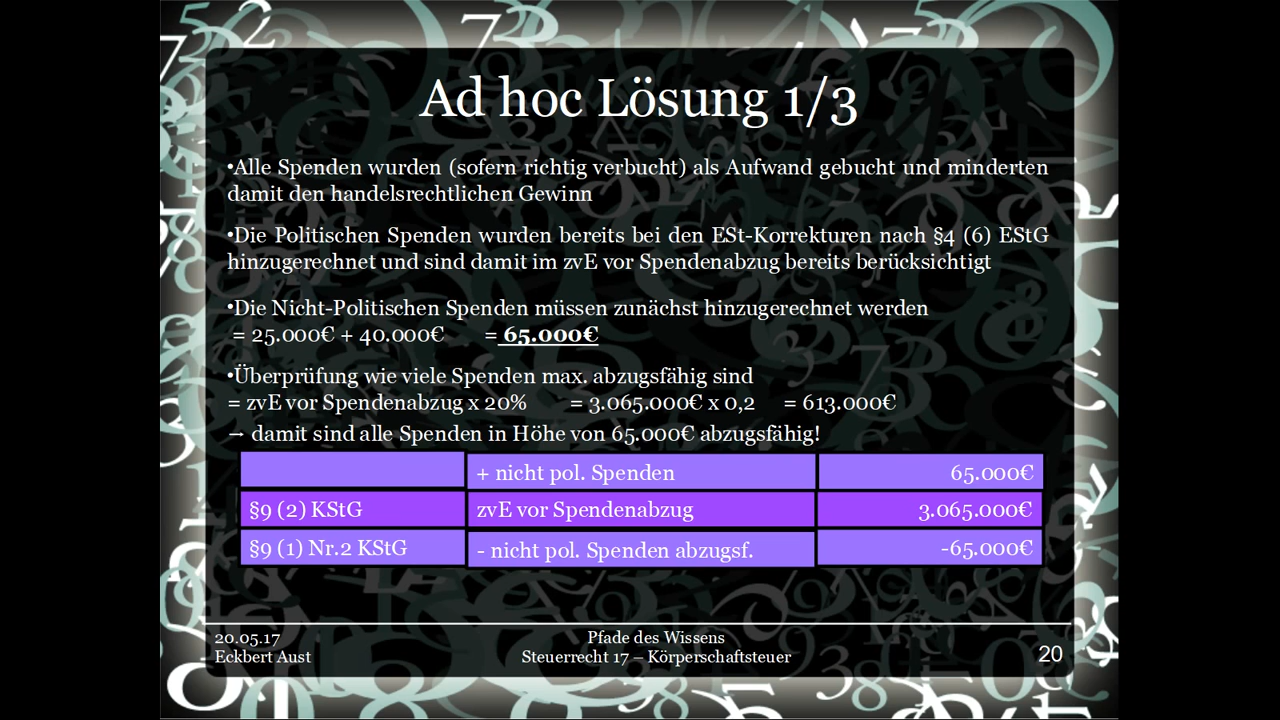 Ad hoc Lösung 1/3
•Alle Spenden wurden (sofern richtig verbucht) als Aufwand gebucht und minderten
damit den handelsrechtlichen Gewinn
•Die Politischen Spenden wurden bereits bei den ESt-Korrekturen nach §4 (6) EStG
hinzugerechnet und sind damit im zvE vor Spendenabzug bereits berücksichtigt
•Die Nicht-Politischen Spenden müssen zunächst hinzugerechnet werden
= 25.000€ + 40.000€ = 65.000€
•Überprüfung wie viele Spenden max. abzugsfähig sind
= zvE vor Spendenabzug x 20% = 3.065.000€ x 0,2 = 613.000€
→ damit sind alle Spenden in Höhe von 65.000€ abzugsfähig!
+ nicht pol. Spenden 65.000€
§9 (2) KStG zvE vor Spendenabzug 3.065.000€
§9 (1) Nr.2 KStG - nicht pol. Spenden abzugsf. -65.000€
20.05.17 Pfade des Wissens
Eckbert Aust Steuerrecht 17 – Körperschaftsteuer 20